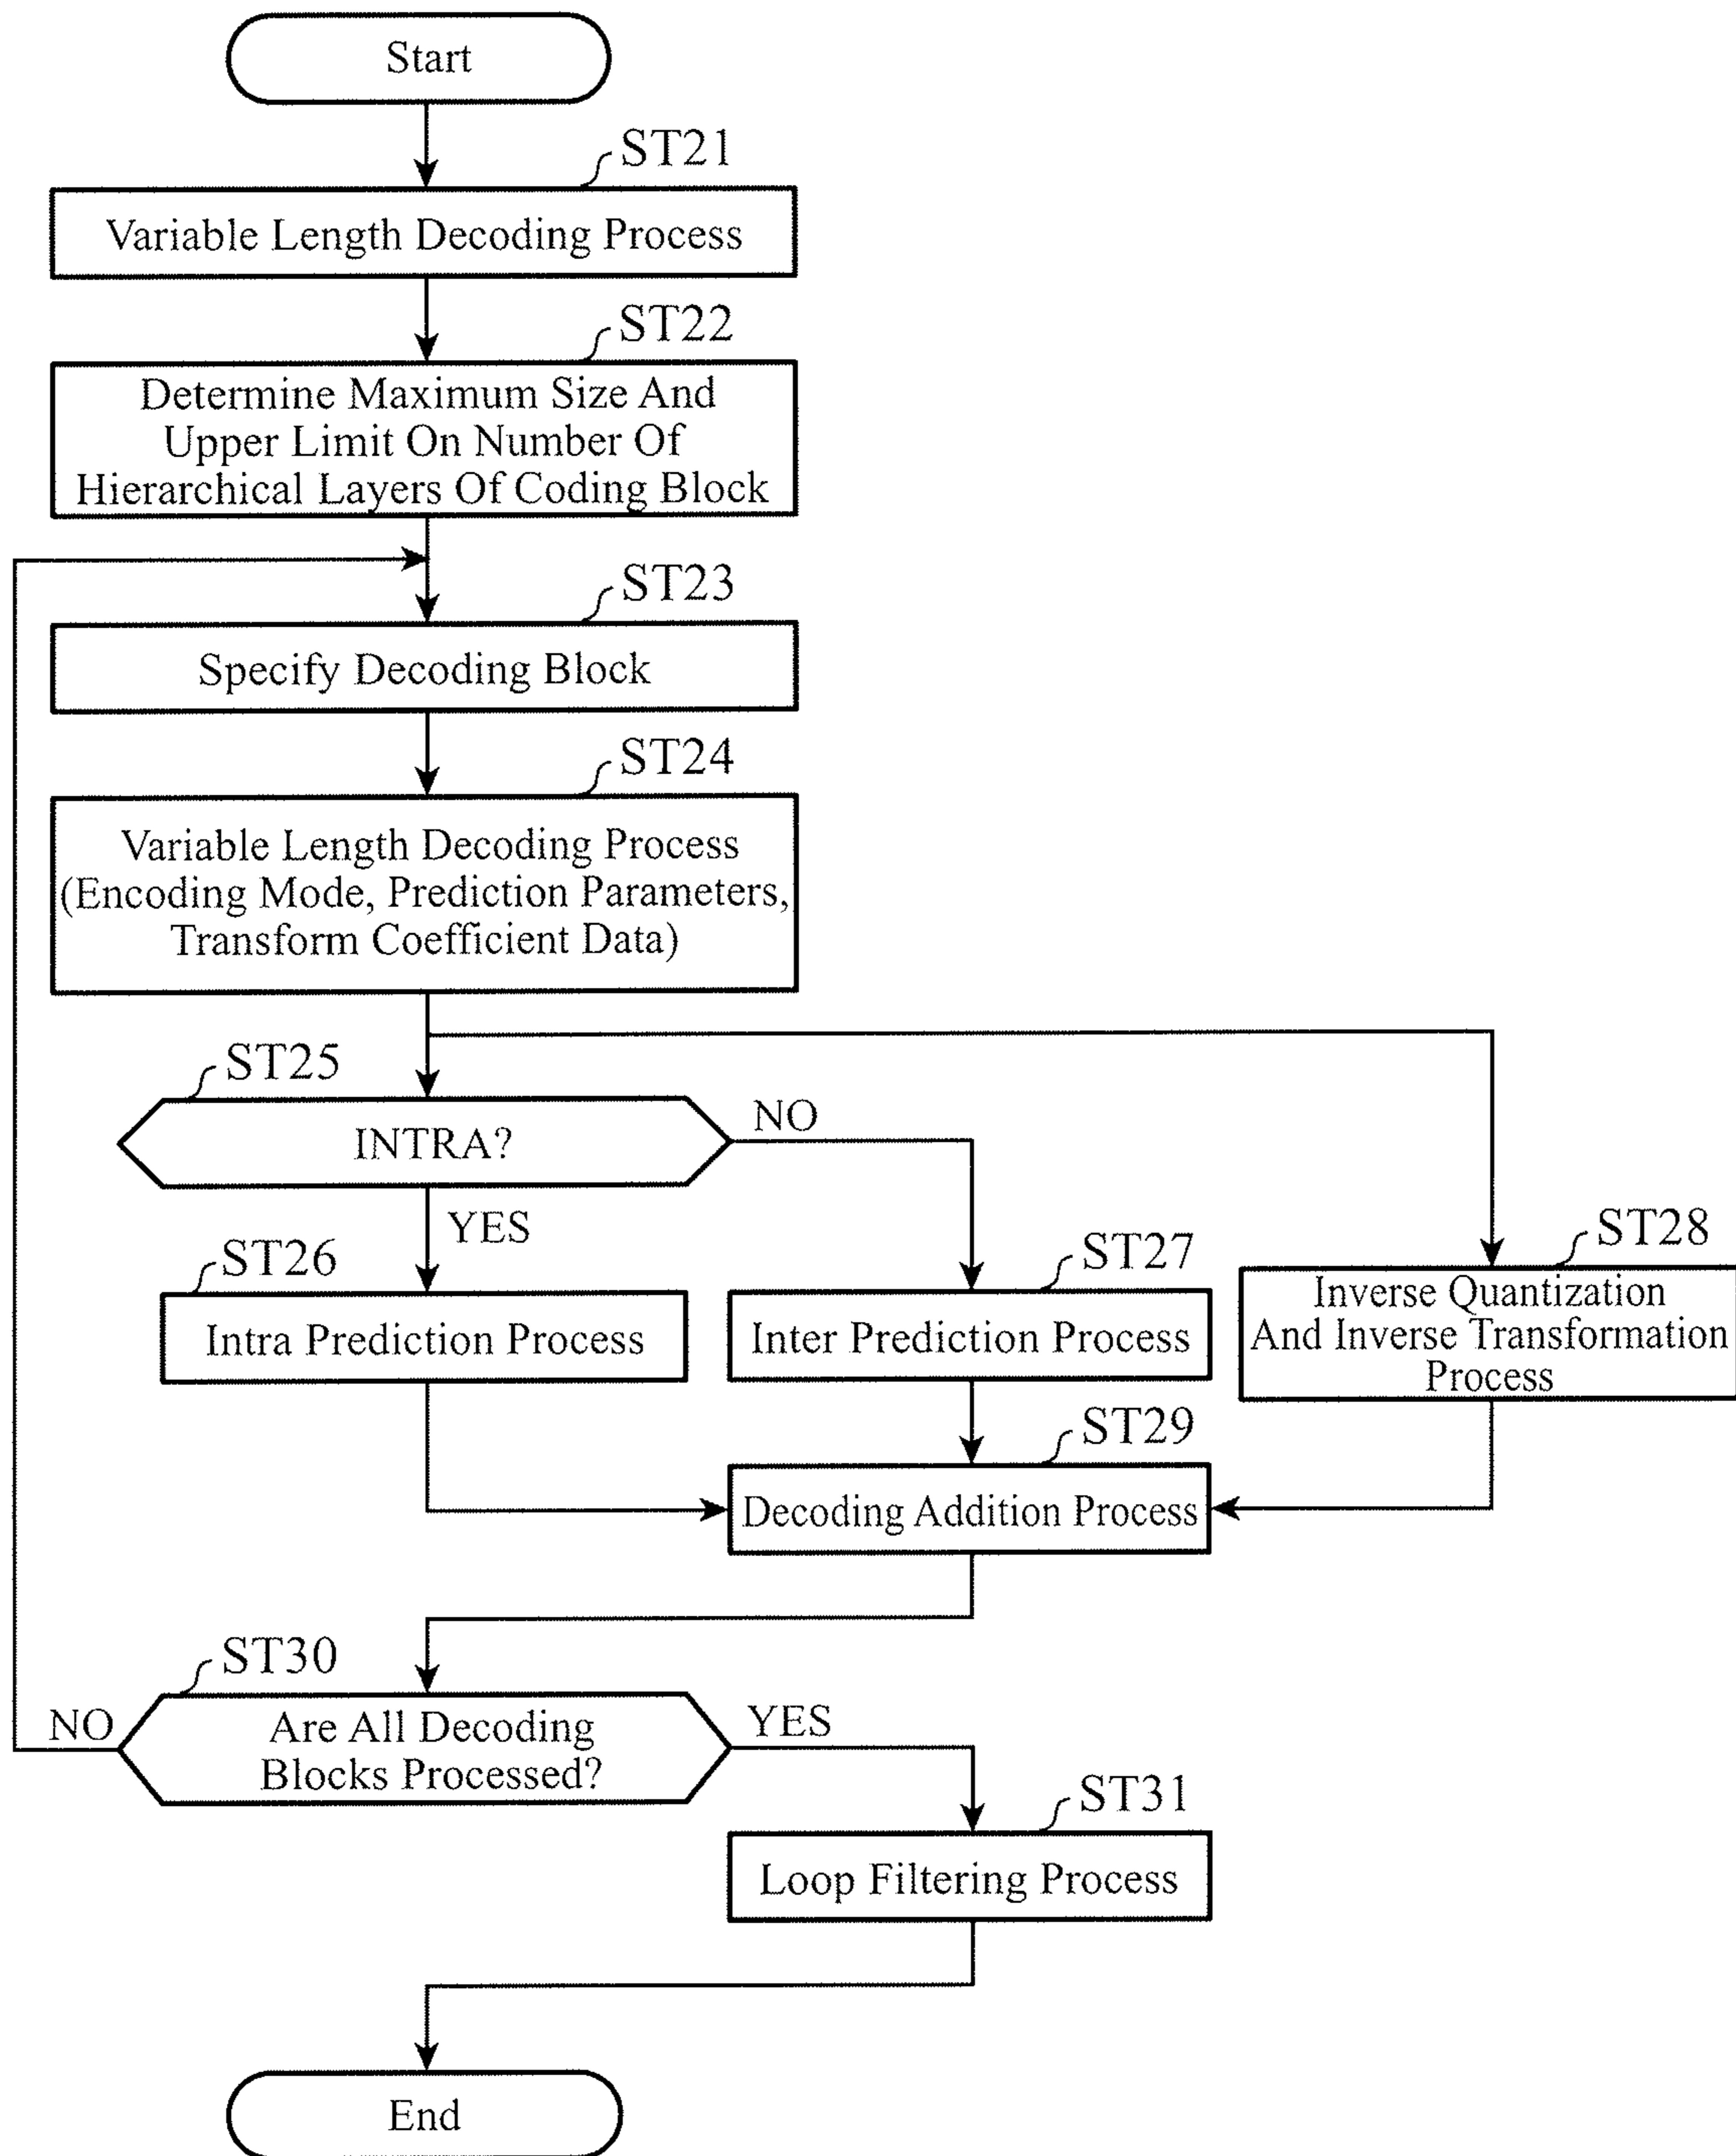 Start
ST21
Variable Length Decoding Process
ST22
Determine Maximum Size And
Upper Limit On Number Of
Hierarchical Layers Of Coding Block
ST23
Specify Decoding Block
ST24
Variable Length Decoding Process
(Encoding Mode, Prediction Parameters,
Transform Coefficient Data)
ST25
INTRA?
NO
YES
ST26
Intra Prediction Process
ST27
Inter Prediction Process
ST28
Inverse Quantization
And Inverse Transformation
Process
ST29
Decoding Addition Process
ST30
NO
Are All Decoding
Blocks Processed?
YES
ST31
Loop Filtering Process
End